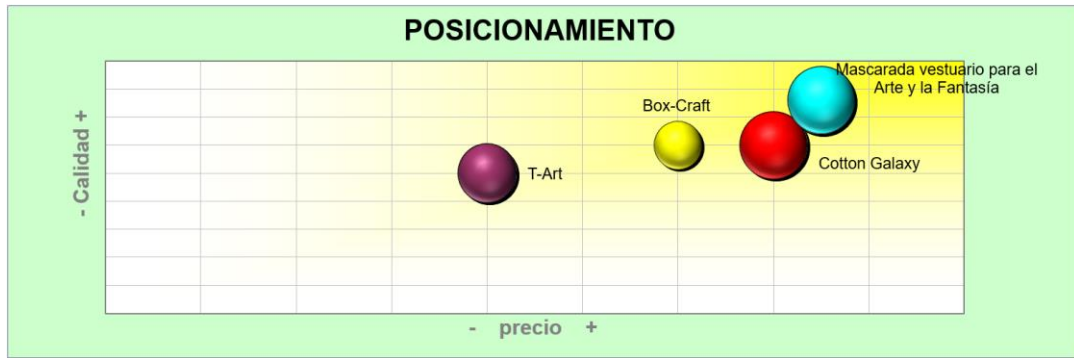 POSICIONAMIENTO
Mascarada vestuario para el
Arte y la Fantasía
Box-Craft
Cotton Galaxy
T-Art
- Calidad +
- precio +